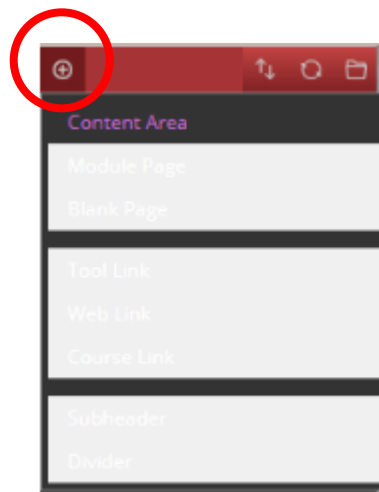 Content Area
Module Page
Blank Page
Tool Link
Web Link
Course Link
Subheader
Divider